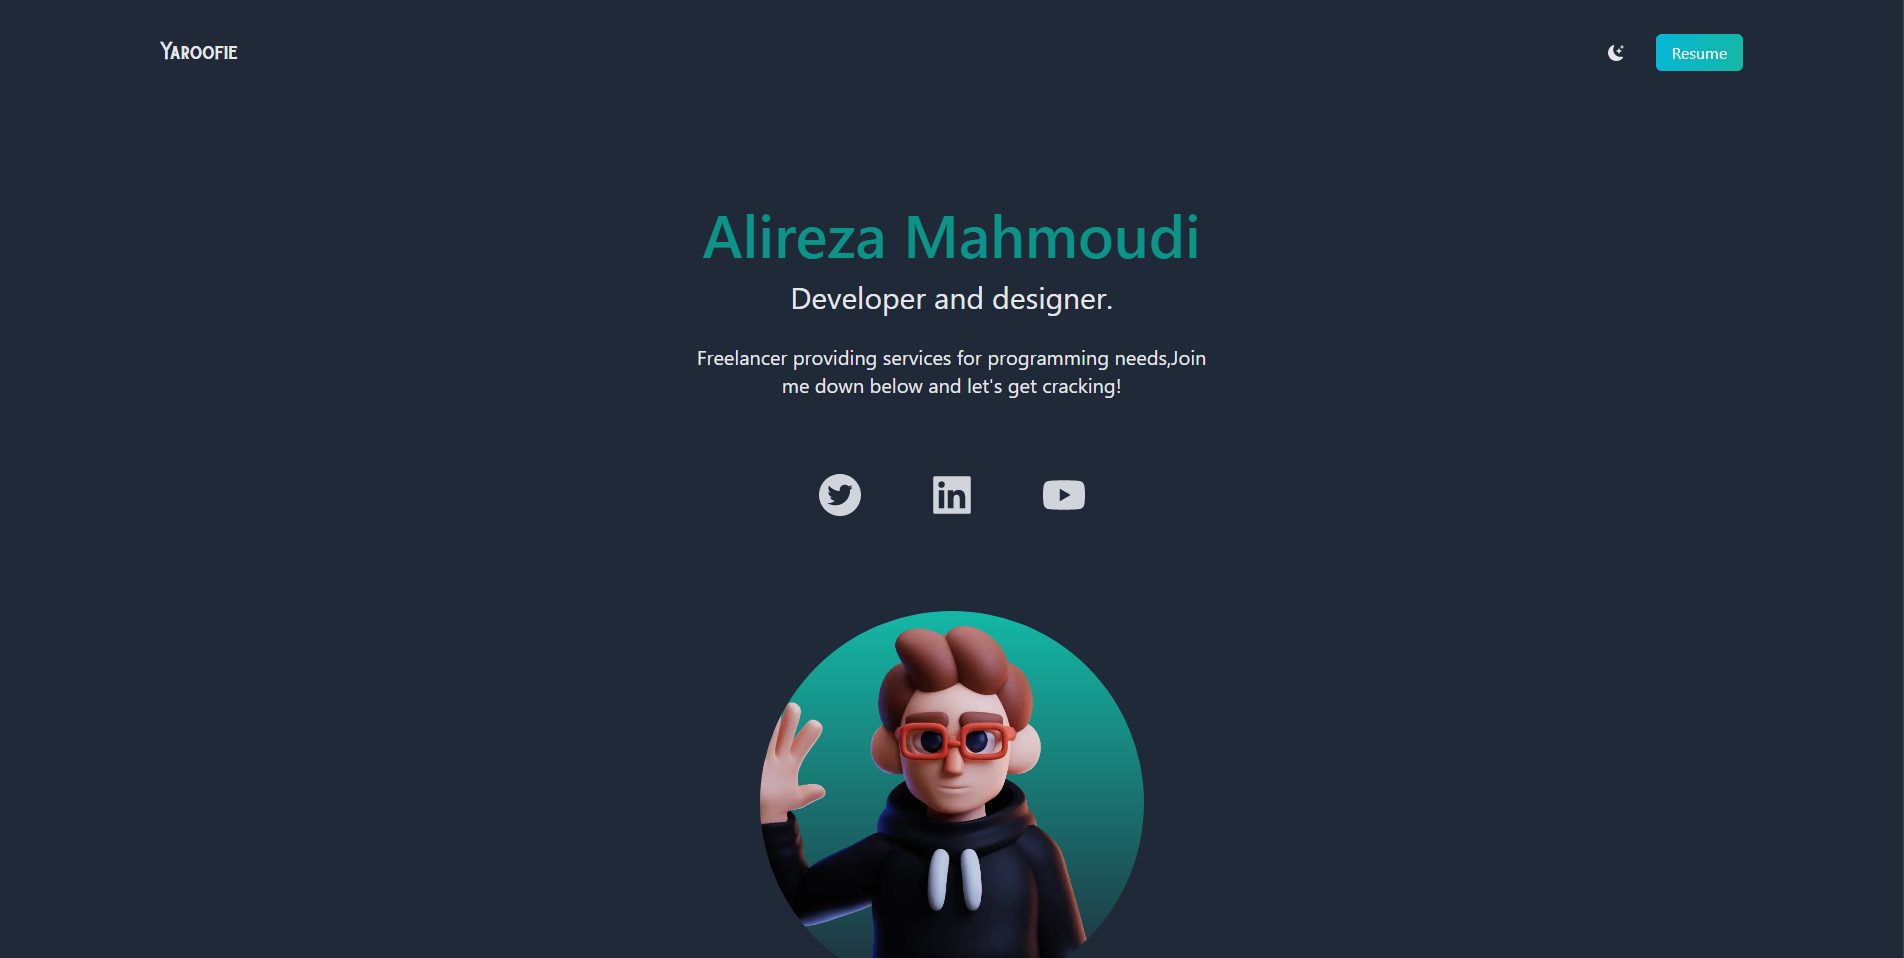 Yaroofie
Resume
Alireza Mahmoudi
Developer and designer.
Freelancer providing services for programming needs,Join
me down below and let's get cracking!
in